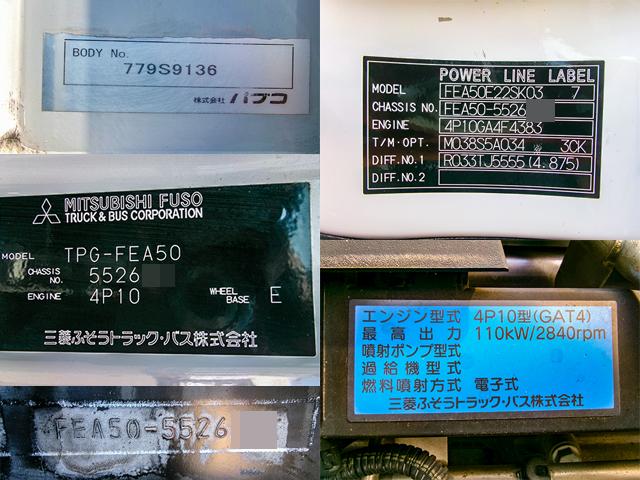 BODY No.
779S9136
株式会社 パブコ
POWER LINE LABEL
MODEL FEA50E22SK03 7
CHASSIS NO. FEA50-5526
ENGINE 4P10GA4F4383
T/M·OPT. M038S5A034 30K
DIFF.NO.1 R033TJ5555(4.875)
DIFF.NO.2
MITSUBISHI FUSO
TRUCK & BUS CORPORATION
MODEL TPG-FEA50
CHASSIS NO. 5526
ENGINE 4P10 WHEEL BASE E
三菱ふそうトラック・バス株式会社
エンジン型式 4P10型(GAT4)
最高出力 110kW/2840rpm
噴射ポンプ型式
過給機型式
燃料噴射方式 電子式
三菱ふそうトラック・バス株式会社
FEA50-5526